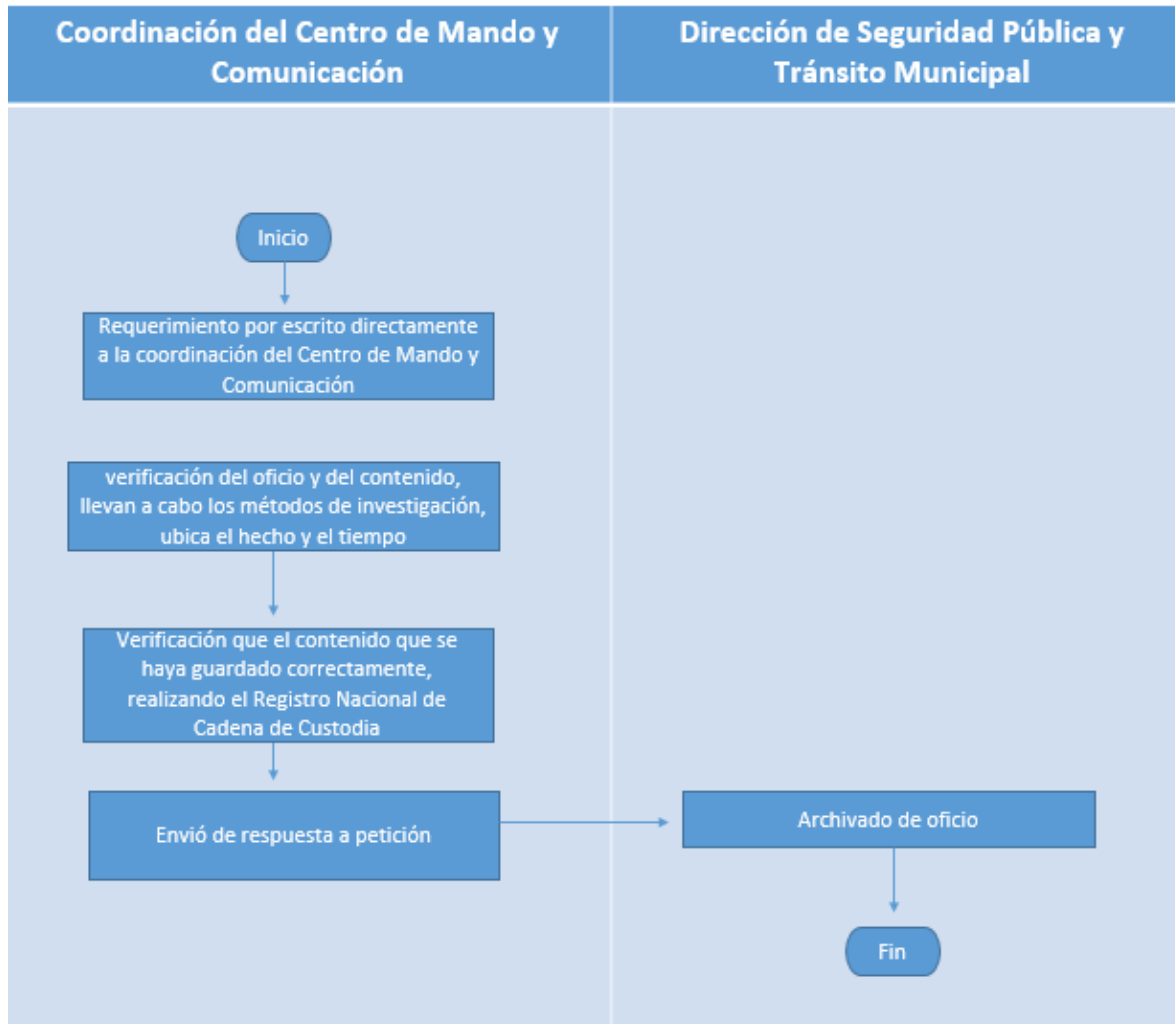 Coordinación del Centro de Mando y
Comunicación
Dirección de Seguridad Pública y
Tránsito Municipal
Inicio
Requerimiento por escrito directamente
a la coordinación del Centro de Mando y
Comunicación
verificación del oficio y del contenido,
llevan a cabo los métodos de investigación,
ubica el hecho y el tiempo
Verificación que el contenido que se
haya guardado correctamente,
realizando el Registro Nacional de
Cadena de Custodia
Envió de respuesta a petición
Archivado de oficio
Fin